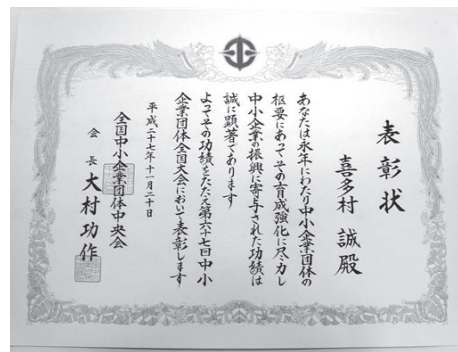 表彰状
喜多村 誠 殿
あなたは永年にわたり中小企業団体の
枢要にあってその育成強化に尽力し
中小企業の振興に寄与された功績は
誠に顕著であります
よってその功績をたたえ第六十七回中小
企業団体全国大会において表彰します
平成二十七年十一月二十日
全国中小企業団体中央会
会長 大村功作